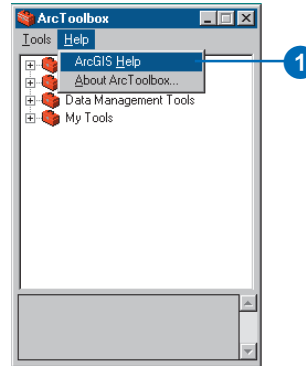 ArcToolbox
Tools Help
ArcGIS Help
About ArcToolbox...
Data Management Tools
My Tools
1